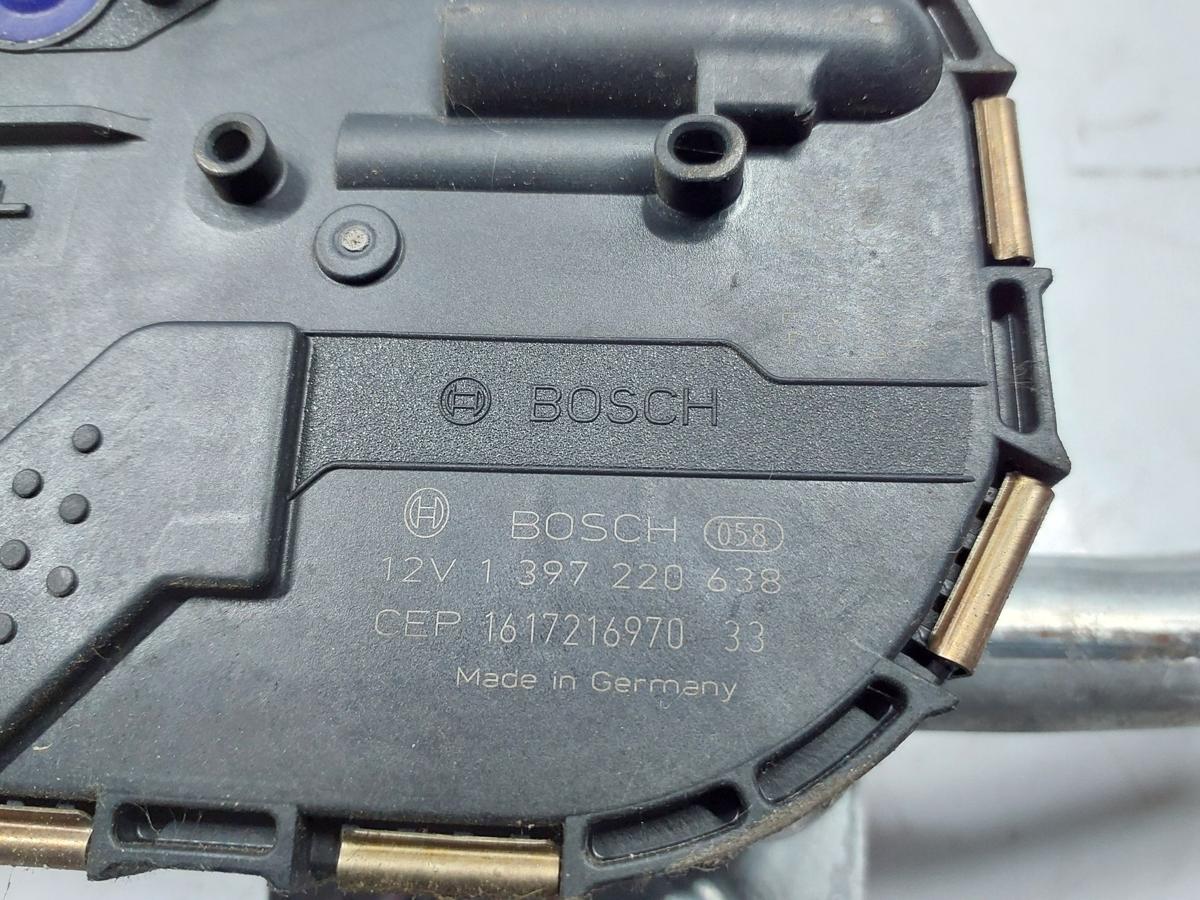 BOSCH
BOSCH 058
12V 1 397 220 638
CEP 1617216970 33
Made in Germany